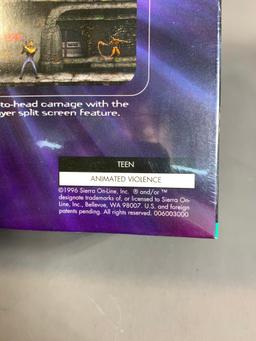 to-head carnage with the
yer split screen feature.
TEEN
ANIMATED VIOLENCE
©1996 Sierra On-Line, Inc. ® and/or ™
designate trademarks of, or licensed to Sierra On-
Line, Inc., Bellevue, WA 98007. U.S. and foreign
patents pending. All rights reserved. 006003000